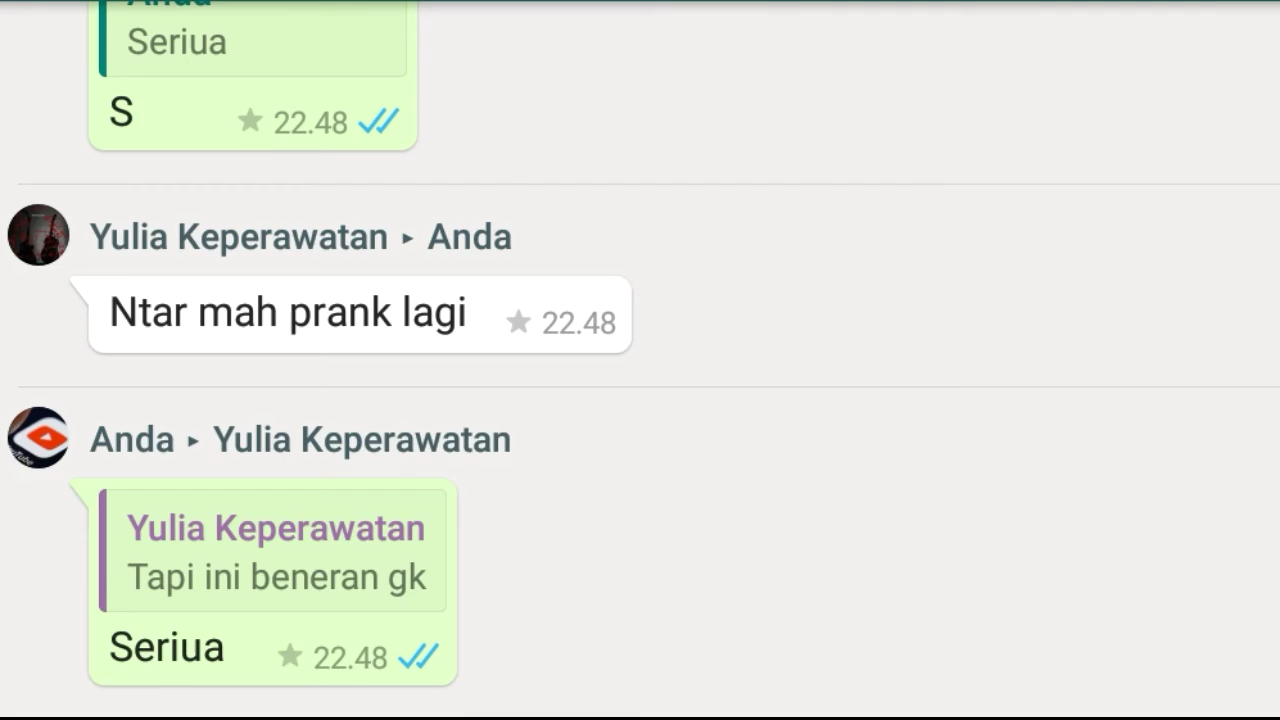 Anda
Seriua
S
22.48
Yulia Keperawatan ▸ Anda
Ntar mah prank lagi
22.48
Anda ▸ Yulia Keperawatan
Yulia Keperawatan
Tapi ini beneran gk
Seriua
22.48